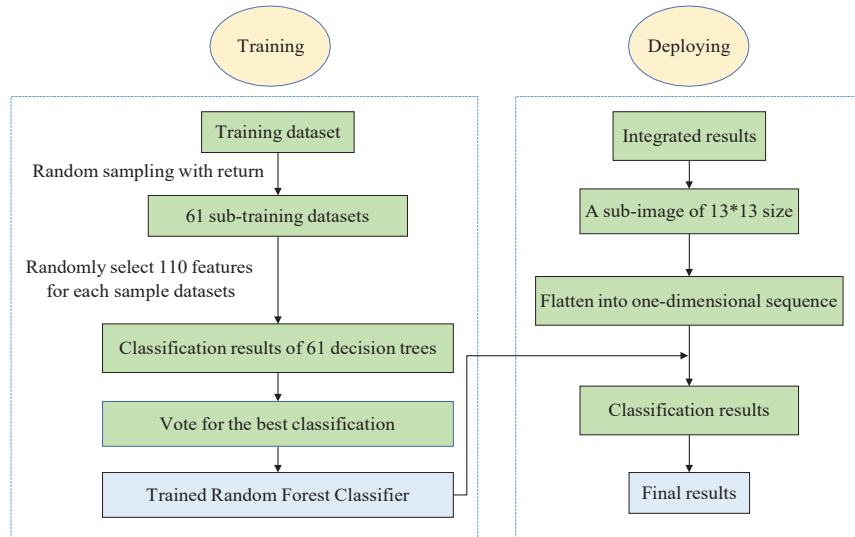 Training
Training dataset
Random sampling with return
61 sub-training datasets
Randomly select 110 features
for each sample datasets
Classification results of 61 decision trees
Vote for the best classification
Trained Random Forest Classifier
Deploying
Integrated results
A sub-image of 13*13 size
Flatten into one-dimensional sequence
Classification results
Final results